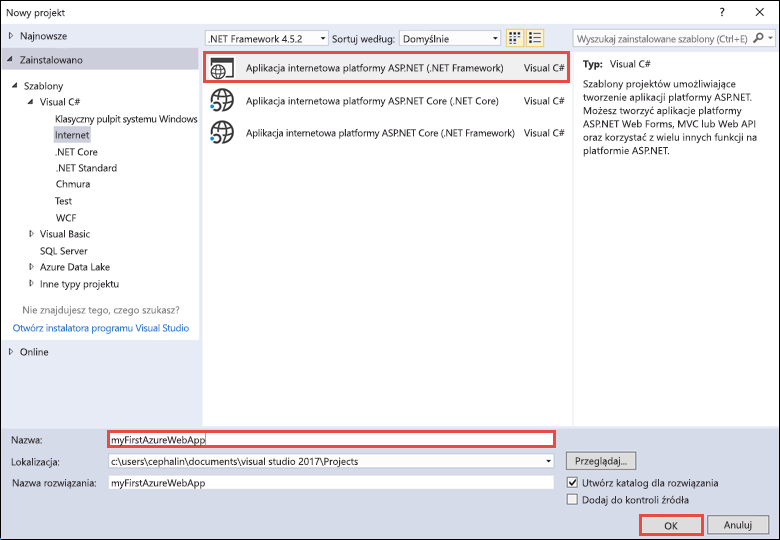 Nowy projekt
? ×
Najnowsze
Zainstalowano
Szablony
Visual C#
Klasyczny pulpit systemu Windows
Internet
.NET Core
.NET Standard
Chmura
Test
WCF
Visual Basic
SQL Server
Azure Data Lake
Inne typy projektu
Nie znajdujesz tego, czego szukasz?
Otwórz instalatora programu Visual Studio
Online
.NET Framework 4.5.2 Sortuj według: Domyślnie
Aplikacja internetowa platformy ASP.NET (.NET Framework) Visual C#
Aplikacja internetowa platformy ASP.NET Core (.NET Core) Visual C#
Aplikacja internetowa platformy ASP.NET Core (.NET Framework) Visual C#
Wyszukaj zainstalowane szablony (Ctrl+E)
Typ: Visual C#
Szablony projektów umożliwiające
tworzenie aplikacji platformy ASP.NET.
Możesz tworzyć aplikacje platformy
ASP.NET Web Forms, MVC lub Web API
oraz korzystać z wielu innych funkcji na
platformie ASP.NET.
Nazwa: myFirstAzureWebApp
Lokalizacja: c:\users\cephalin\documents\visual studio 2017\Projects Przeglądaj...
Nazwa rozwiązania: myFirstAzureWebApp
Utwórz katalog dla rozwiązania
Dodaj do kontroli źródła
OK Anuluj